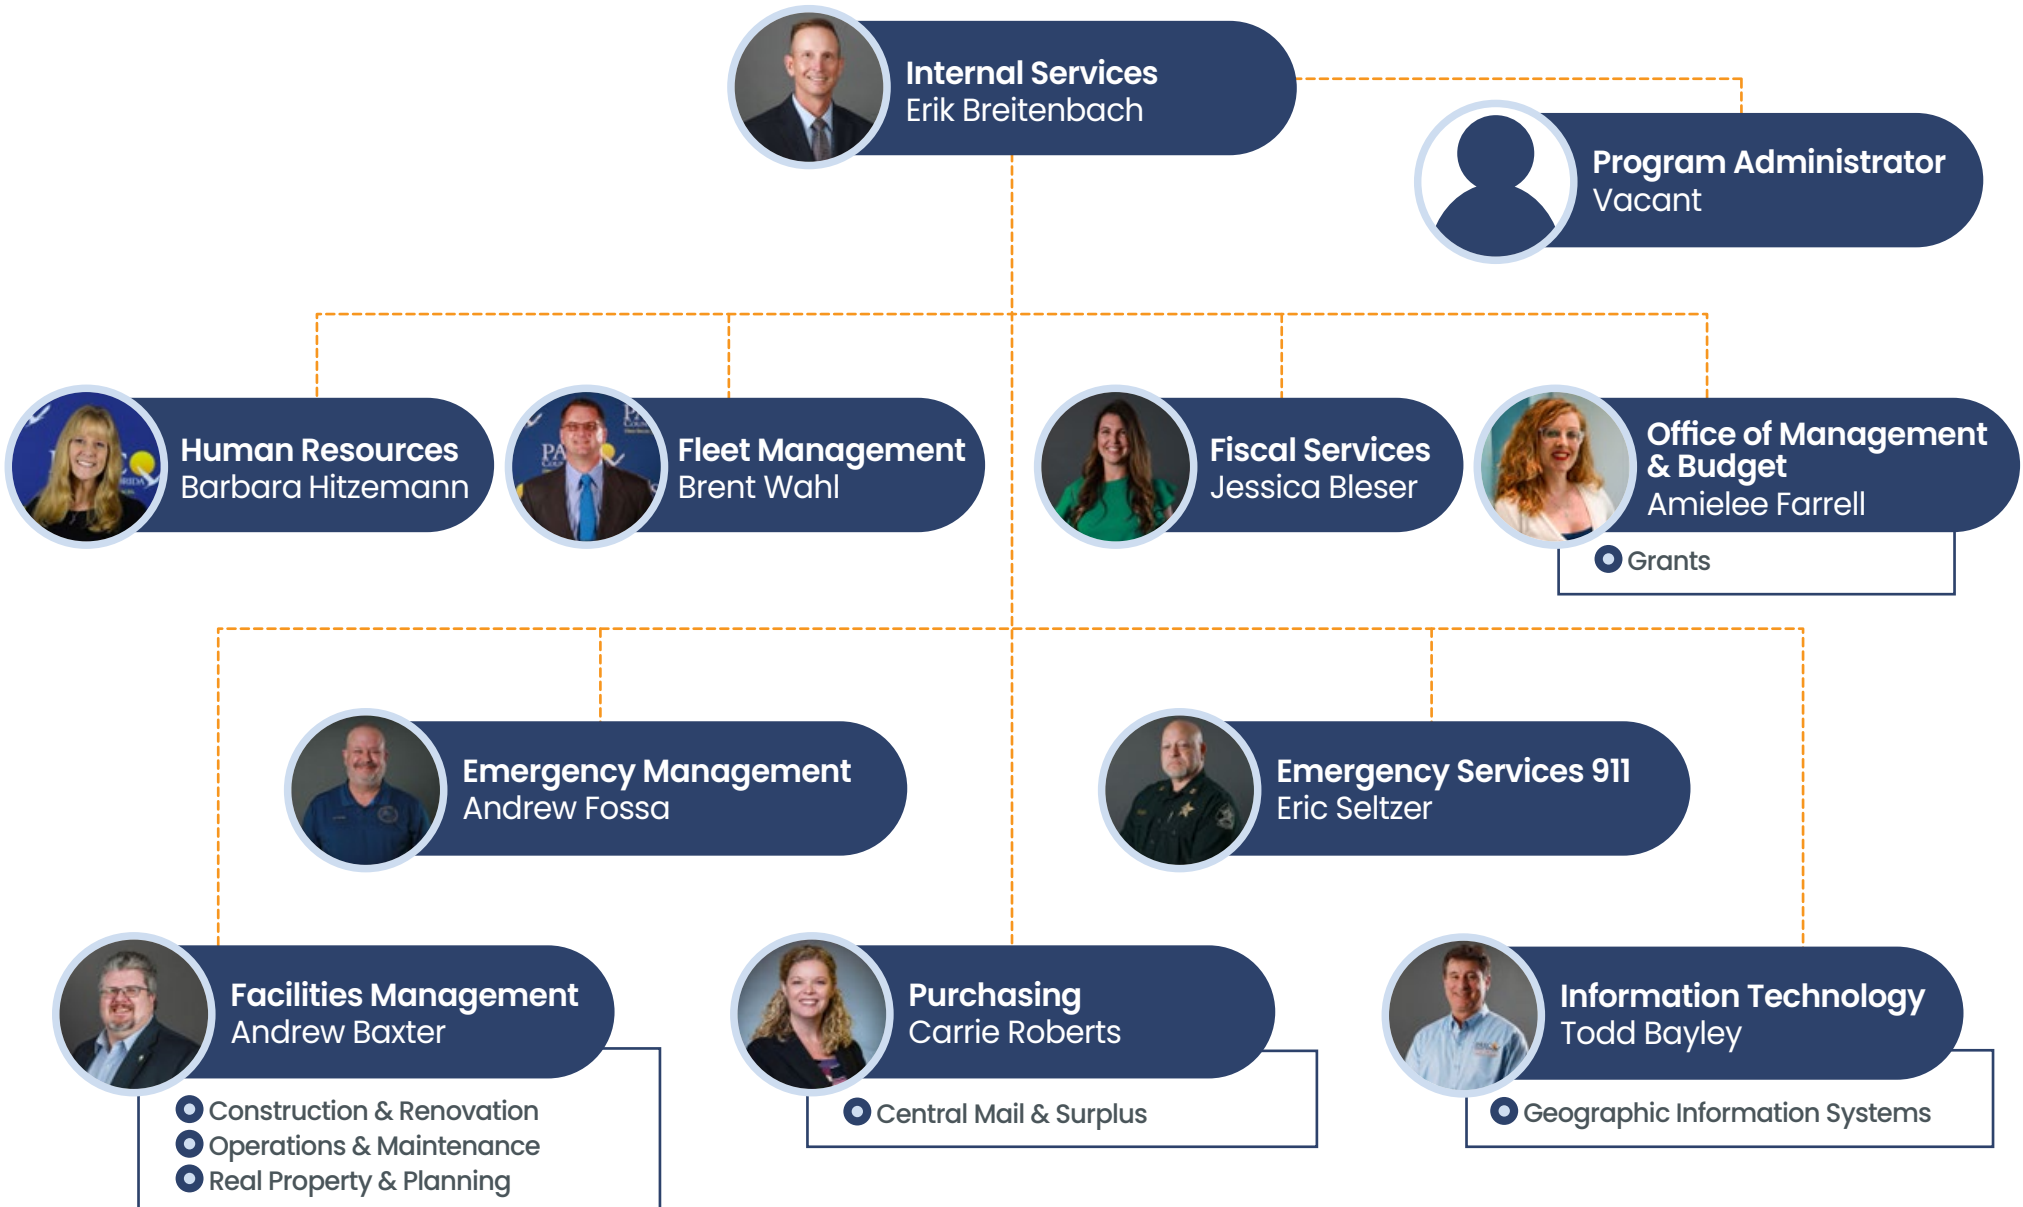 Internal Services
Erik Breitenbach
Program Administrator
Vacant
Human Resources
Barbara Hitzemann
Fleet Management
Brent Wahl
Fiscal Services
Jessica Bleser
Office of Management
& Budget
Amielee Farrell
Grants
Emergency Management
Andrew Fossa
Emergency Services 911
Eric Seltzer
Facilities Management
Andrew Baxter
Construction & Renovation
Operations & Maintenance
Real Property & Planning
Purchasing
Carrie Roberts
Central Mail & Surplus
Information Technology
Todd Bayley
Geographic Information Systems